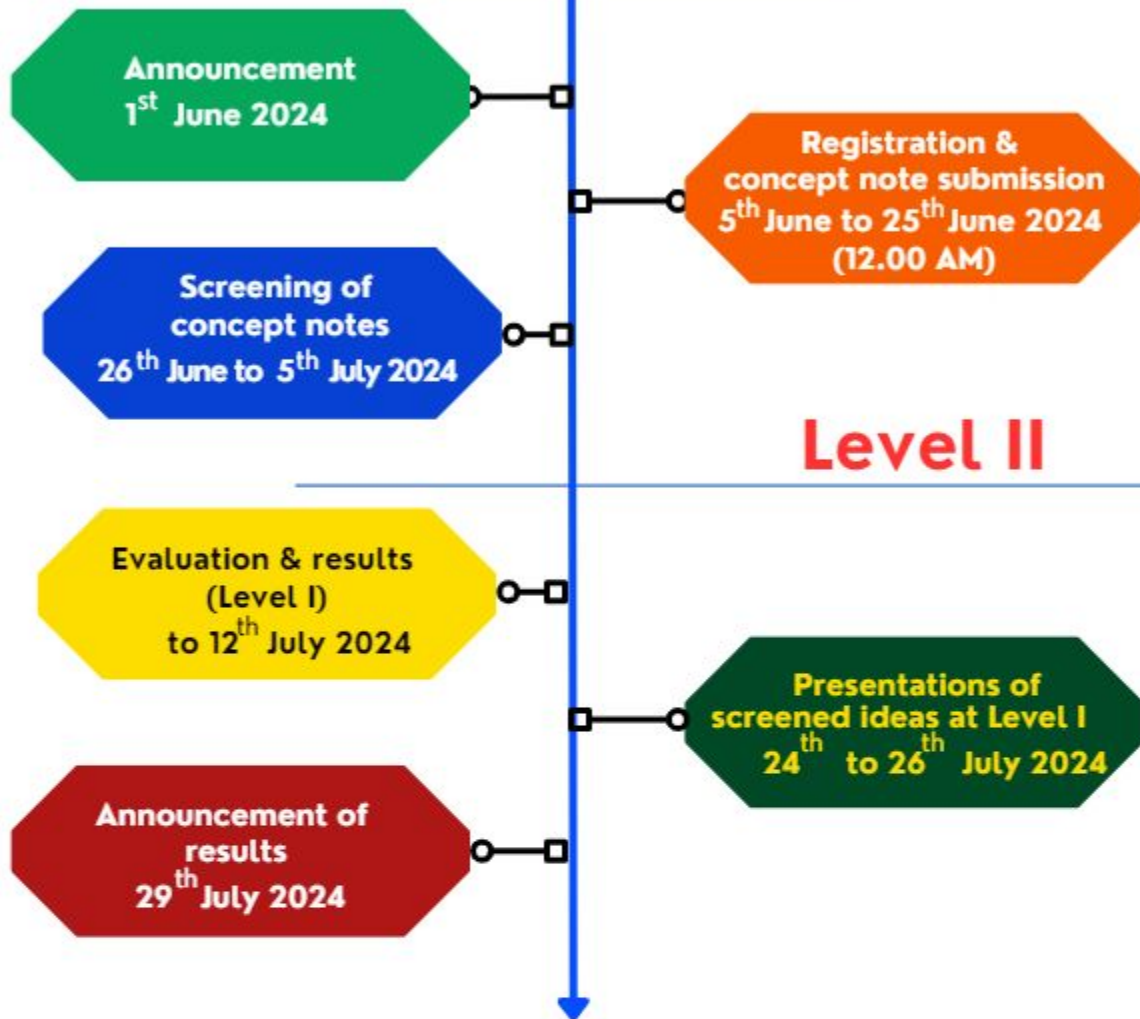 Announcement
1st June 2024
Registration &
concept note submission
5th June to 25th June 2024
(12.00 AM)
Screening of
concept notes
26th June to 5th July 2024
Level II
Evaluation & results
(Level I)
to 12th July 2024
Presentations of
screened ideas at Level I
24th to 26th July 2024
Announcement of
results
29th July 2024